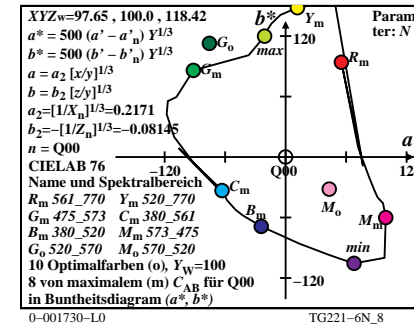 XYZw=97.65, 100.0, 118.42
a* = 500 (a' - a'n) Y1/3
b* = 500 (b' - b'n) Y1/3
a = a2 [x/y]1/3
b = b2 [z/y]1/3
a2=[1/Xn]1/3=0.2171
b2=-[1/Zn]1/3=-0.08145
n = Q00
CIELAB 76
Name und Spektralbereich
Rm 561_770 Ym 520_770
Gm 475_573 Cm 380_561
Bm 380_520 Mm 573_475
Go 520_570 Mo 570_520
10 Optimalfarben (o), YW=100
8 von maximalem (m) CAB für Q00
in Buntheitsdiagram (a*, b*)
b*
Ym
Param
ter: N
120
max
Go
Rm
Gm
a
-120
Q00
120
Cm
Mo
Bm
Mm
min
-120
0-001730-L0
TG221-6N_8